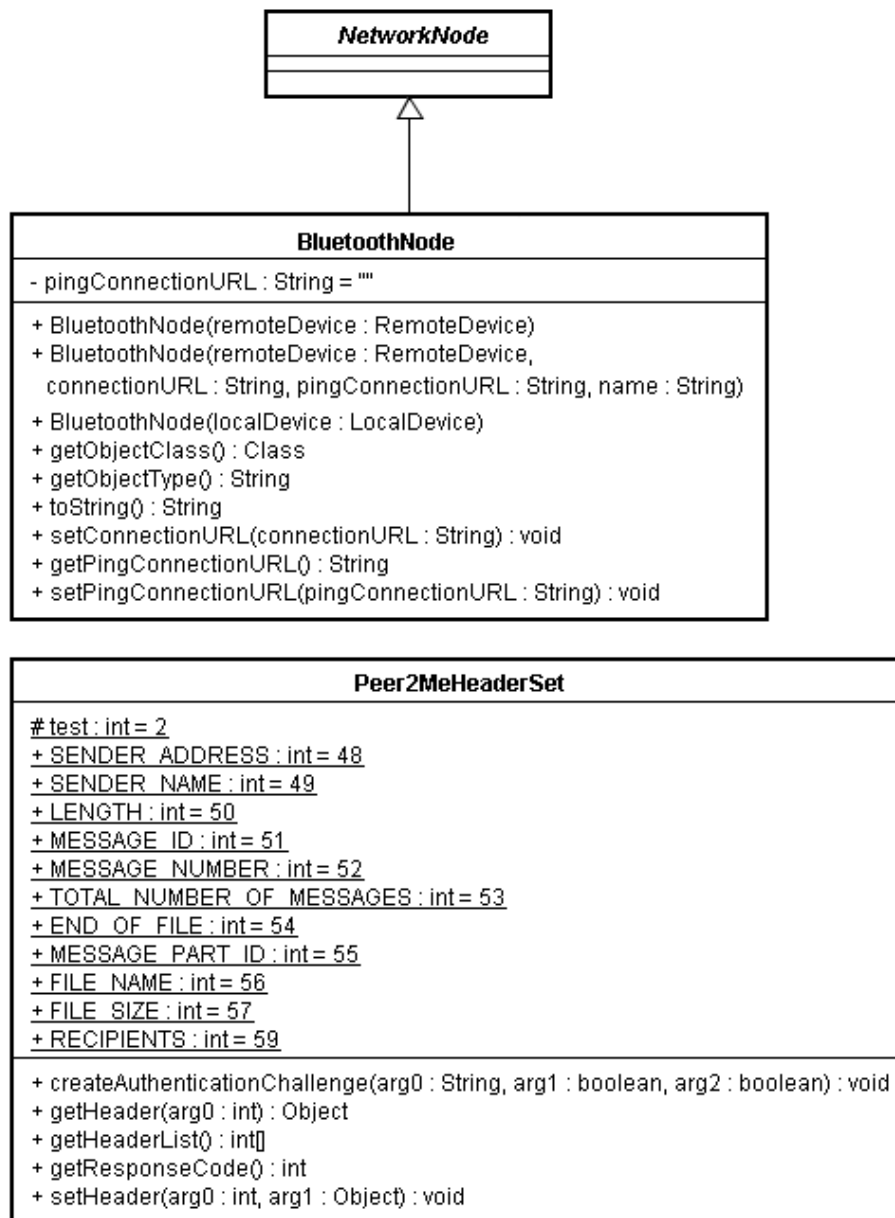 NetworkNode
BluetoothNode
- pingConnectionURL : String = ""
+ BluetoothNode(remoteDevice : RemoteDevice)
+ BluetoothNode(remoteDevice : RemoteDevice,
connectionURL : String, pingConnectionURL : String, name : String)
+ BluetoothNode(localDevice : LocalDevice)
+ getObjectClass() : Class
+ getObjectType() : String
+ toString() : String
+ setConnectionURL(connectionURL : String) : void
+ getPingConnectionURL() : String
+ setPingConnectionURL(pingConnectionURL : String) : void
Peer2MeHeaderSet
# test : int = 2
+ SENDER_ADDRESS : int = 48
+ SENDER_NAME : int = 49
+ LENGTH : int = 50
+ MESSAGE_ID : int = 51
+ MESSAGE_NUMBER : int = 52
+ TOTAL_NUMBER_OF_MESSAGES : int = 53
+ END_OF_FILE : int = 54
+ MESSAGE_PART_ID : int = 55
+ FILE_NAME : int = 56
+ FILE_SIZE : int = 57
+ RECIPIENTS : int = 59
+ createAuthenticationChallenge(arg0 : String, arg1 : boolean, arg2 : boolean) : void
+ getHeader(arg0 : int) : Object
+ getHeaderList() : int[]
+ getResponseCode() : int
+ setHeader(arg0 : int, arg1 : Object) : void